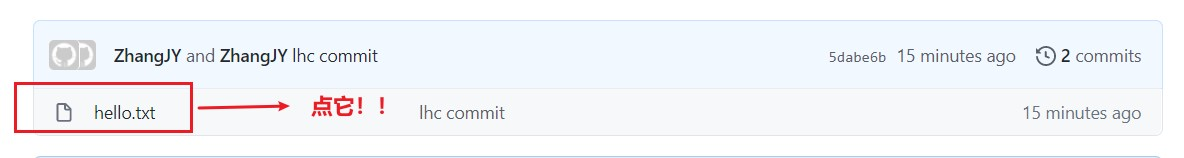 ZhangJY and ZhangJY lhc commit 5dabe6b 15 minutes ago 2 commits
hello.txt 点它！！ lhc commit 15 minutes ago